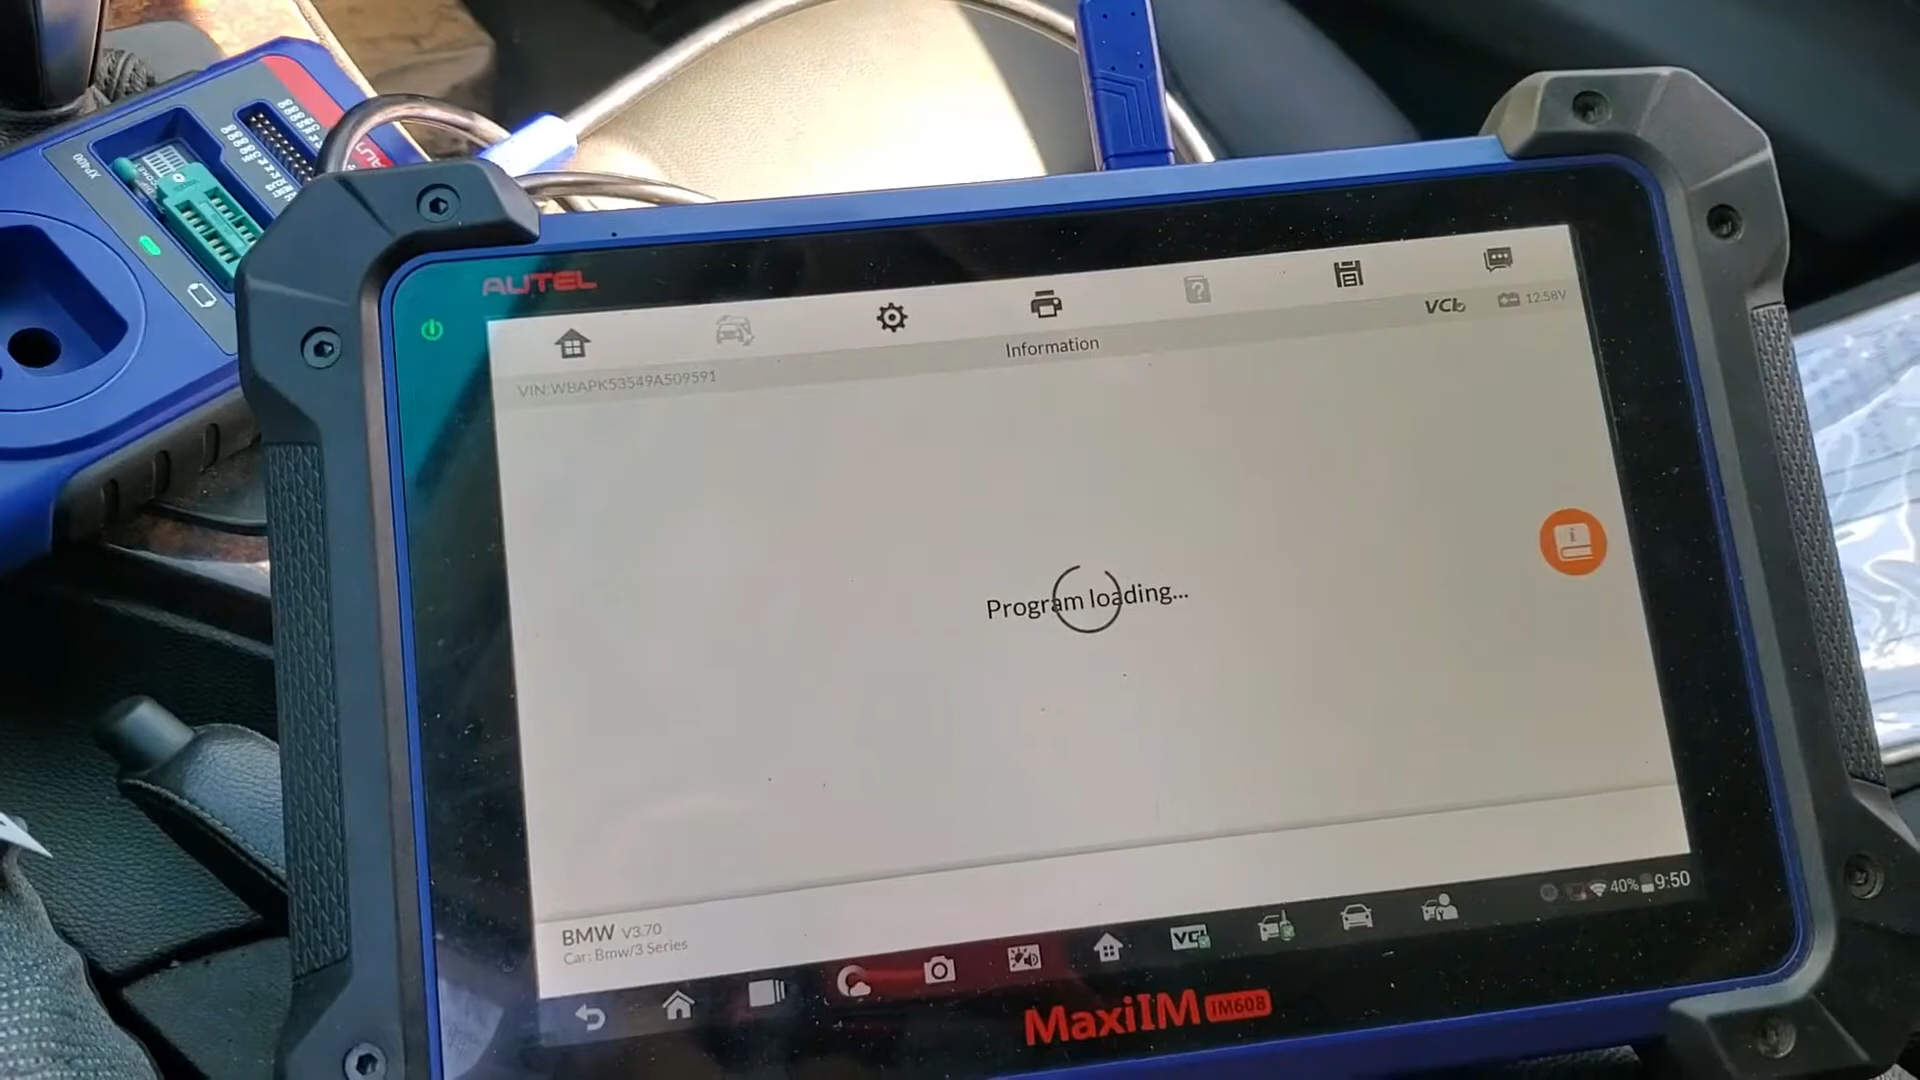 XP400
AUTEL
VCI
12.58V
Information
VIN:WBAPK53549A509591
Program loading...
BMW V3.70
Car: Bmw/3 Series
VCI
40% 9:50
MaxiIM IM608